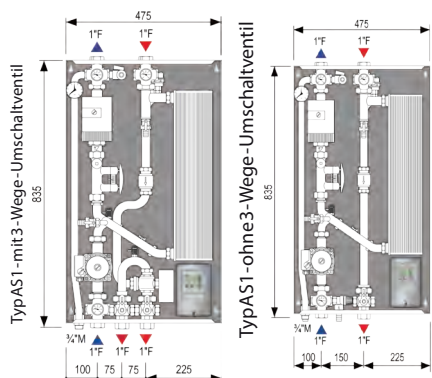 475
1"F 1"F
835
TypAS1-mit3-Wege-Umschaltventil
¾"M
1"F
1"F 1"F
100 75 75 225
475
1"F 1"F
835
TypAS1-ohne3-Wege-Umschaltventil
¾"M
1"F 1"F
100 150 225